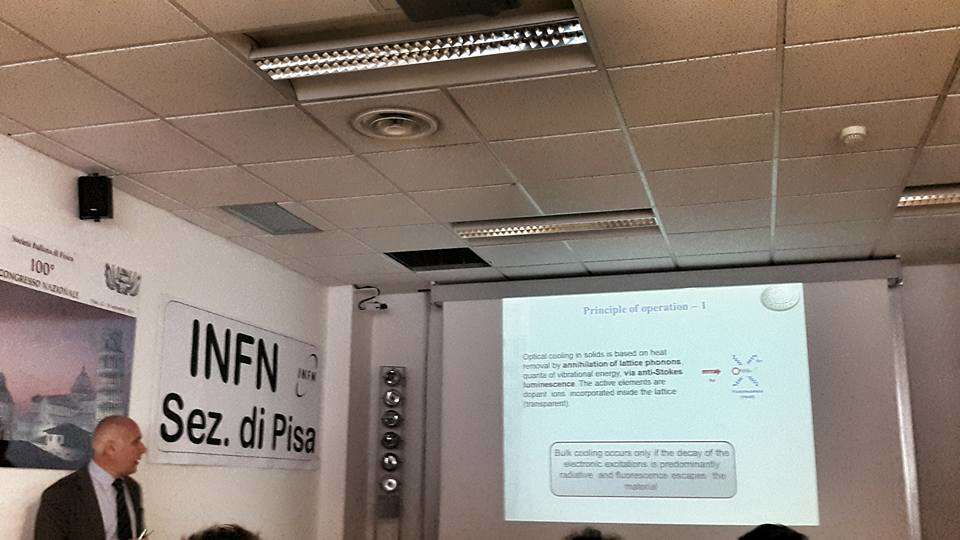 Società Italiana di Fisica
100°
CONGRESSO NAZIONALE
INFN
INFN
Sez. di Pisa
Principle of operation – 1
Optical cooling in solids is based on heat
removal by annihilation of lattice phonons,
quanta of vibrational energy, via anti-Stokes
luminescence. The active elements are
dopant ions incorporated inside the lattice
(transparent).
Bulk cooling occurs only if the decay of the
electronic excitations is predominantly
radiative and fluorescence escapes the
material